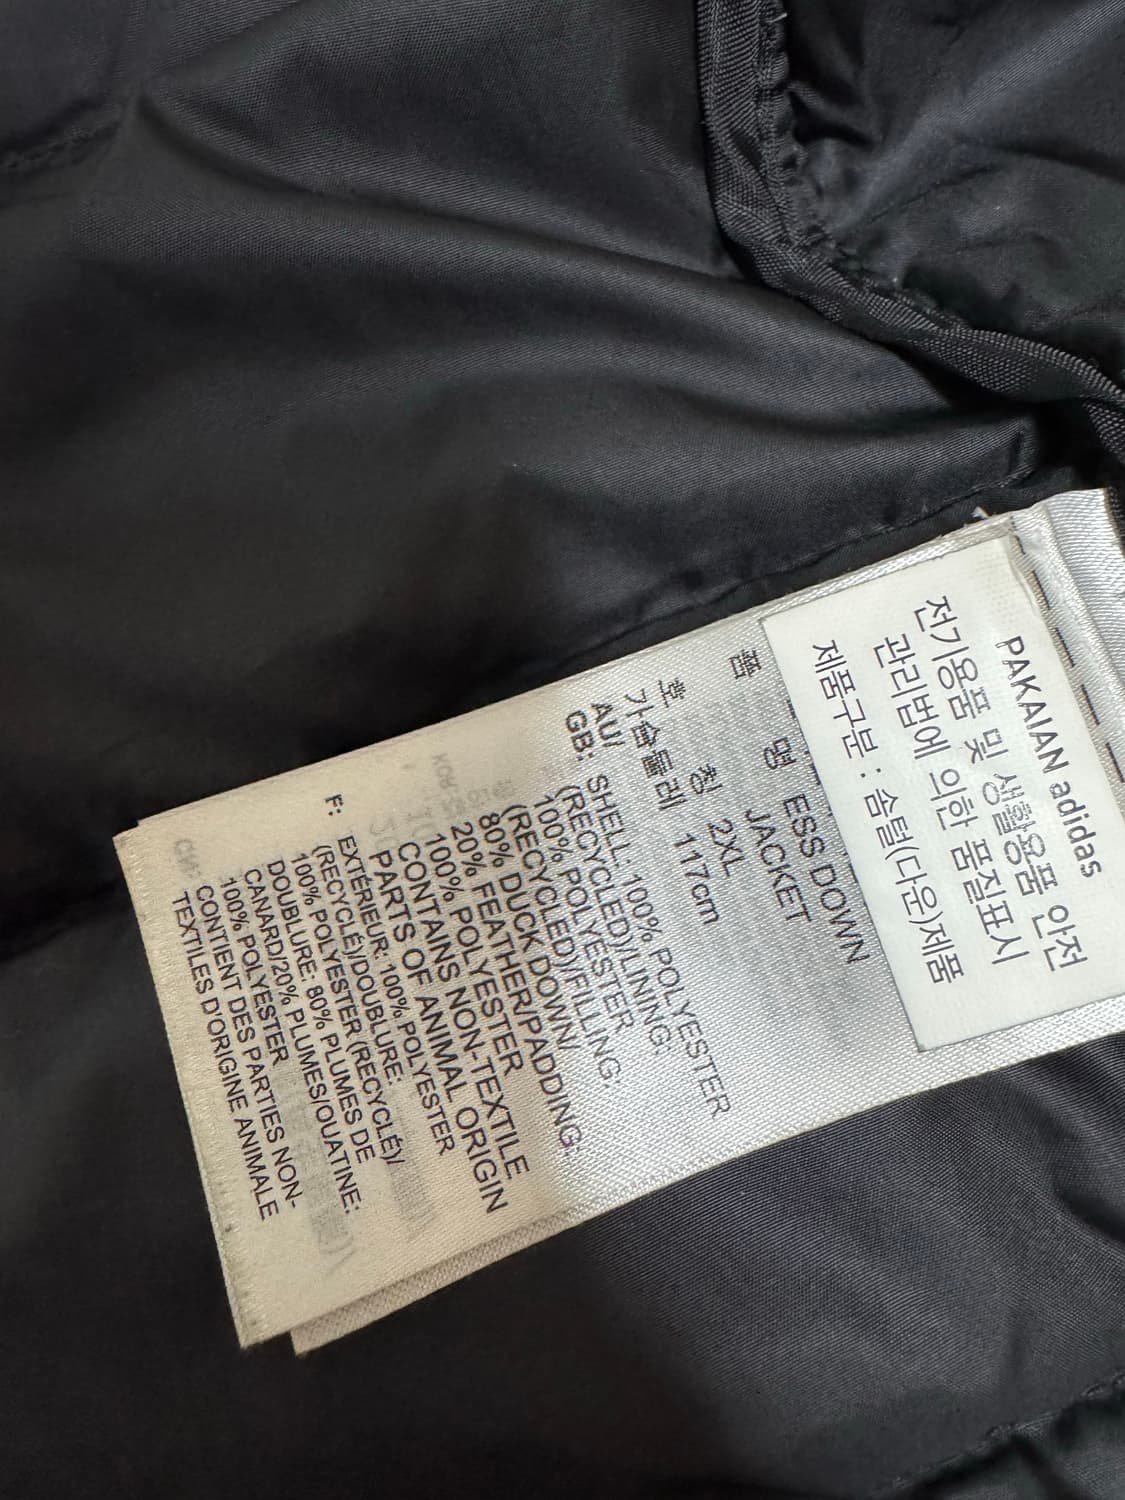 PAKAIAN adidas
전기용품 및 생활용품 안전
관리법에 의한 품질표시
제품구분 : 솜털(다운)제품
품 명 ESS DOWN
JACKET
호 칭 2XL
가슴둘레 117cm
AU/
GB: SHELL: 100% POLYESTER
(RECYCLED)/LINING:
100% POLYESTER
(RECYCLED)/FILLING:
80% DUCK DOWN/
20% FEATHER/PADDING:
100% POLYESTER
CONTAINS NON-TEXTILE
PARTS OF ANIMAL ORIGIN
F: EXTÉRIEUR: 100% POLYESTER
(RECYCLÉ)/DOUBLURE:
100% POLYESTER (RECYCLÉ)/
DOUBLURE: 80% PLUMES DE
CANARD/20% PLUMES/OUATINE:
100% POLYESTER
CONTIENT DES PARTIES NON-
TEXTILES D'ORIGINE ANIMALE